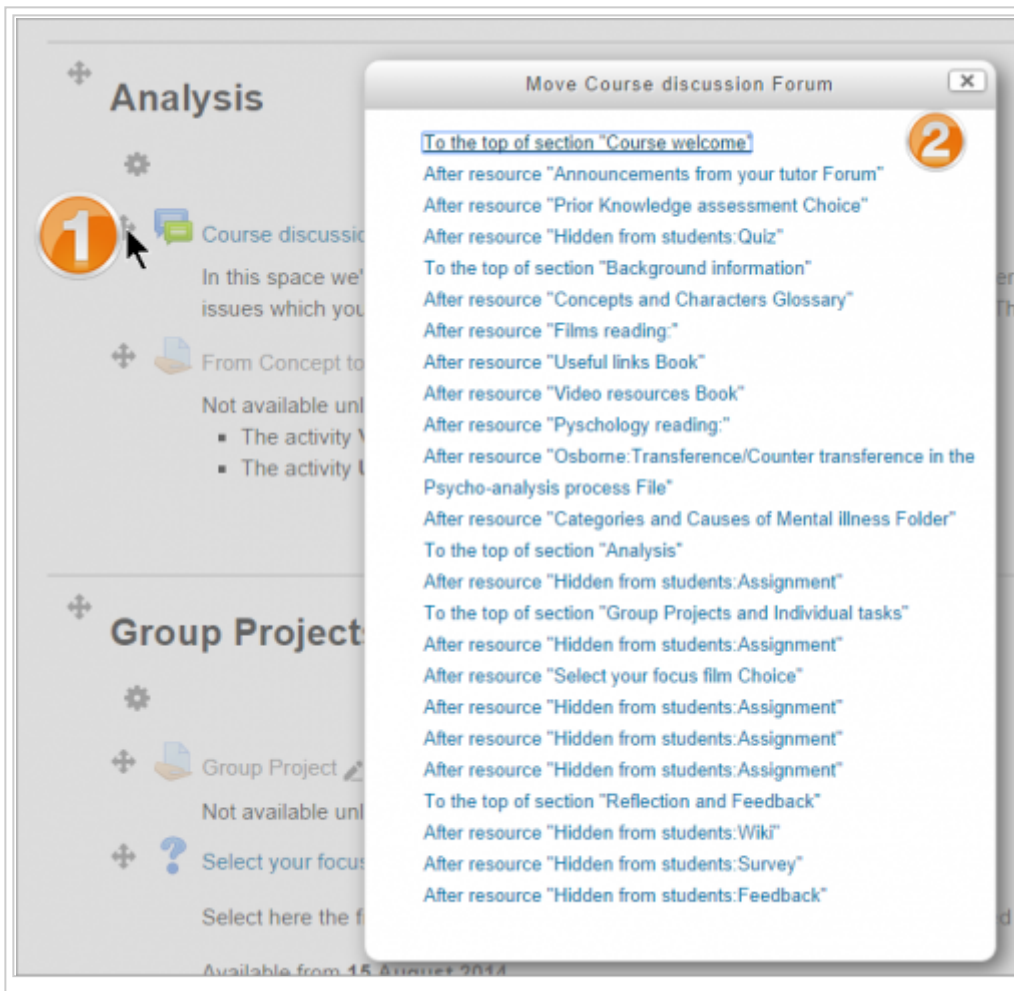 Analysis
1
Course discussio
In this space we'
issues which you
From Concept to
Not available unl
The activity
The activity
Group Projects
Group Project
Not available unl
Select your focus
Select here the f
Available from 15 August 2014
Move Course discussion Forum
2
To the top of section "Course welcome"
After resource "Announcements from your tutor Forum"
After resource "Prior Knowledge assessment Choice"
After resource "Hidden from students:Quiz"
To the top of section "Background information"
After resource "Concepts and Characters Glossary"
After resource "Films reading:"
After resource "Useful links Book"
After resource "Video resources Book"
After resource "Pyschology reading:"
After resource "Osborne:Transference/Counter transference in the
Psycho-analysis process File"
After resource "Categories and Causes of Mental illness Folder"
To the top of section "Analysis"
After resource "Hidden from students:Assignment"
To the top of section "Group Projects and Individual tasks"
After resource "Hidden from students:Assignment"
After resource "Select your focus film Choice"
After resource "Hidden from students:Assignment"
After resource "Hidden from students:Assignment"
After resource "Hidden from students:Assignment"
To the top of section "Reflection and Feedback"
After resource "Hidden from students:Wiki"
After resource "Hidden from students:Survey"
After resource "Hidden from students:Feedback"